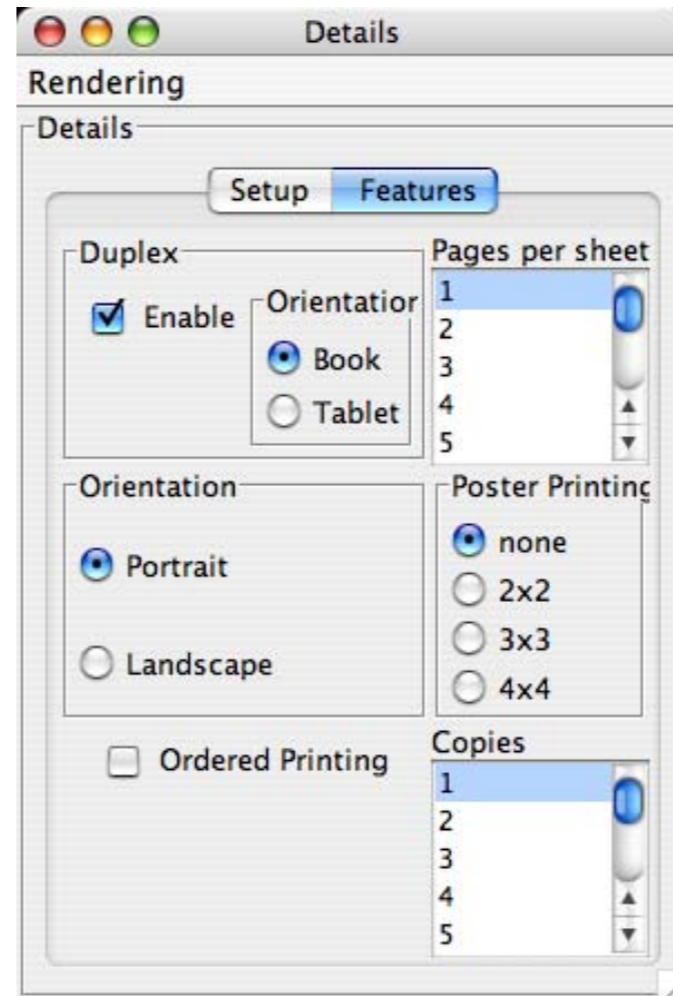 Details
Rendering
Details
Setup Features
Duplex
Enable
Orientation
Book
Tablet
Pages per sheet
1
2
3
4
5
Orientation
Portrait
Landscape
Poster Printing
none
2x2
3x3
4x4
Ordered Printing
Copies
1
2
3
4
5